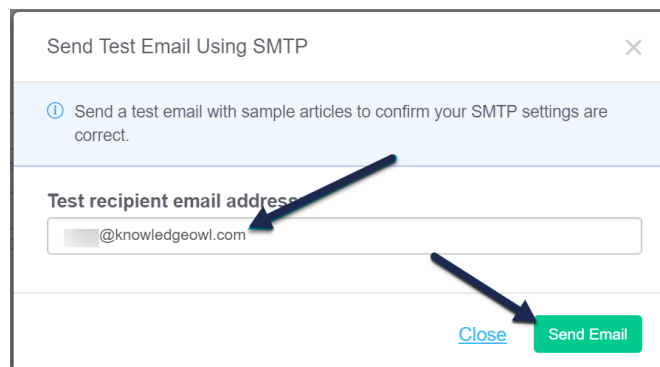 Send Test Email Using SMTP
Send a test email with sample articles to confirm your SMTP settings are
correct.
Test recipient email address
@knowledgeowl.com
Close
Send Email